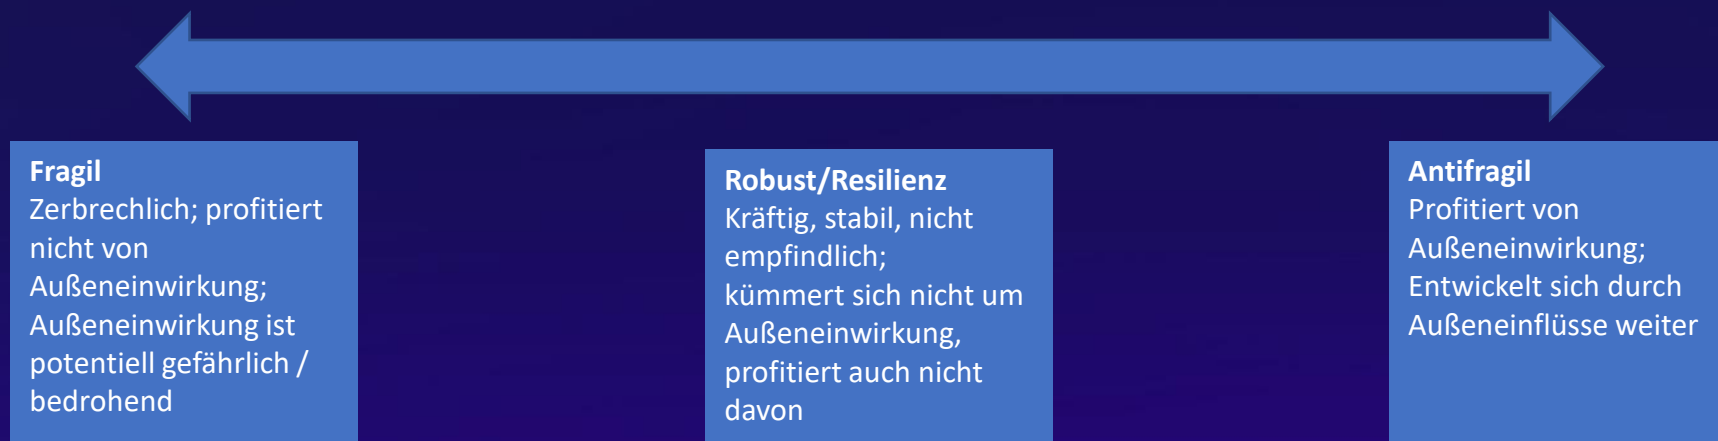 Fragil
Zerbrechlich; profitiert
nicht von
Außeneinwirkung;
Außeneinwirkung ist
potentiell gefährlich /
bedrohend
Robust/Resilienz
Kräftig, stabil, nicht
empfindlich;
kümmert sich nicht um
Außeneinwirkung,
profitiert auch nicht
davon
Antifragil
Profitiert von
Außeneinwirkung;
Entwickelt sich durch
Außeneinflüsse weiter